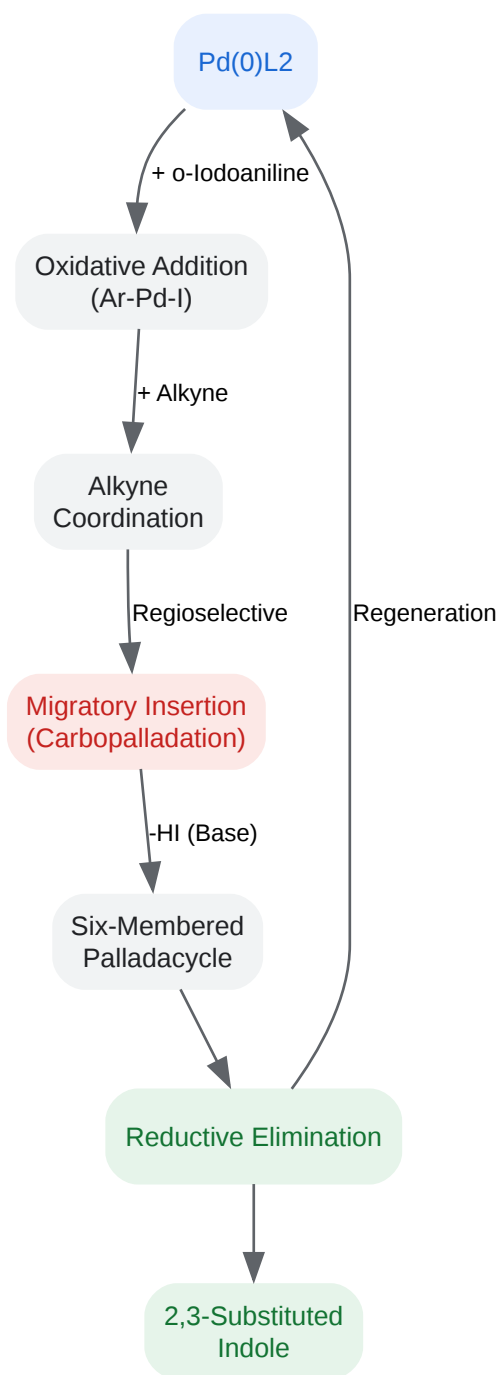 Pd(0)L2
+ o-Iodoaniline
Oxidative Addition
(Ar-Pd-I)
+ Alkyne
Alkyne
Coordination
Regioselective
Regeneration
Migratory Insertion
(Carbopalladation)
-HI (Base)
Six-Membered
Palladacycle
Reductive Elimination
2,3-Substituted
Indole